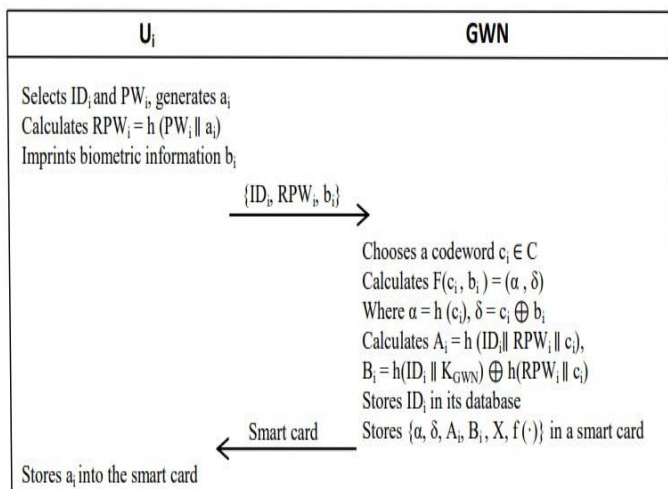 Uᵢ GWN
Selects IDᵢ and PWᵢ, generates aᵢ
Calculates RPWᵢ = h (PWᵢ ‖ aᵢ)
Imprints biometric information bᵢ
{IDᵢ, RPWᵢ, bᵢ}
Chooses a codeword cᵢ ∈ C
Calculates F(cᵢ , bᵢ ) = (α , δ)
Where α = h (cᵢ), δ = cᵢ ⊕ bᵢ
Calculates Aᵢ = h (IDᵢ‖ RPWᵢ ‖ cᵢ),
Bᵢ = h(IDᵢ ‖ K_GWN) ⊕ h(RPWᵢ ‖ cᵢ)
Stores IDᵢ in its database
Smart card Stores {α, δ, Aᵢ, Bᵢ , X, f (·)} in a smart card
Stores aᵢ into the smart card